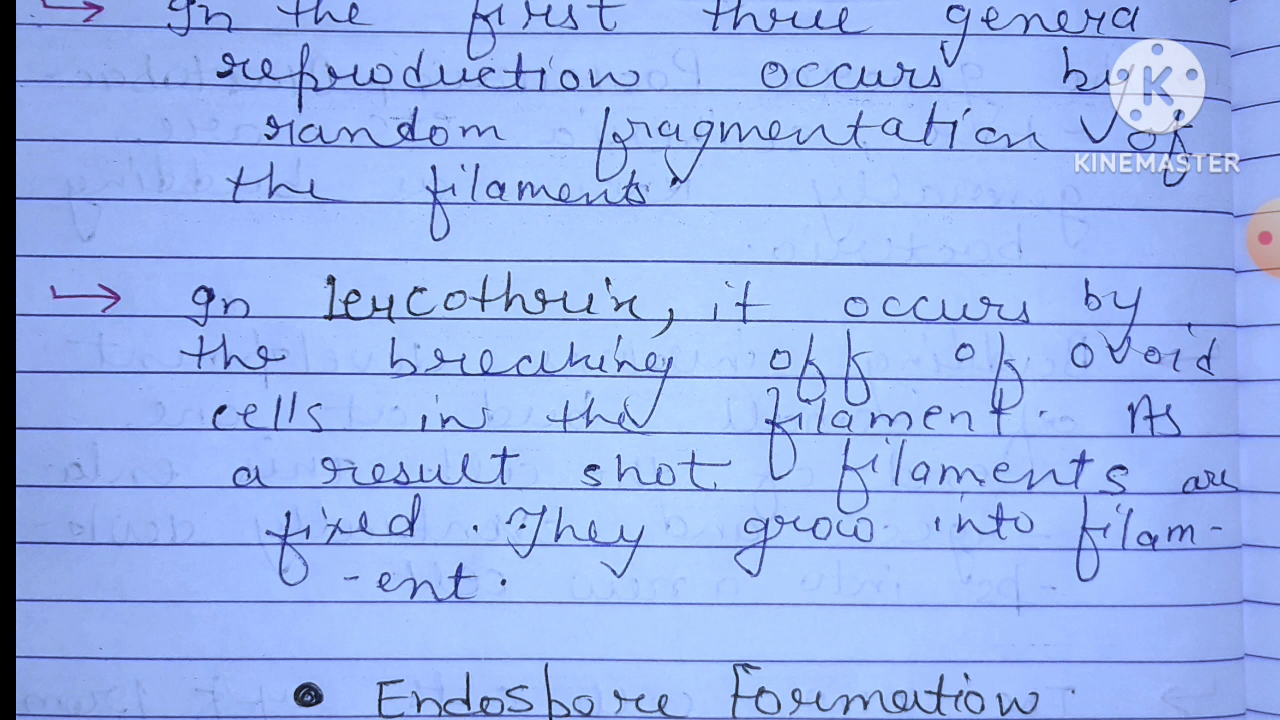 → In the first three genera
reproduction occurs by
random fragmentation of
the filaments.
KINEMASTER
→ In leucothrix, it occurs by
the breaking off of ovoid
cells in the filament. As
a result shot filaments are
fixed. They grow into filam-
-ent.
• Endospore Formation